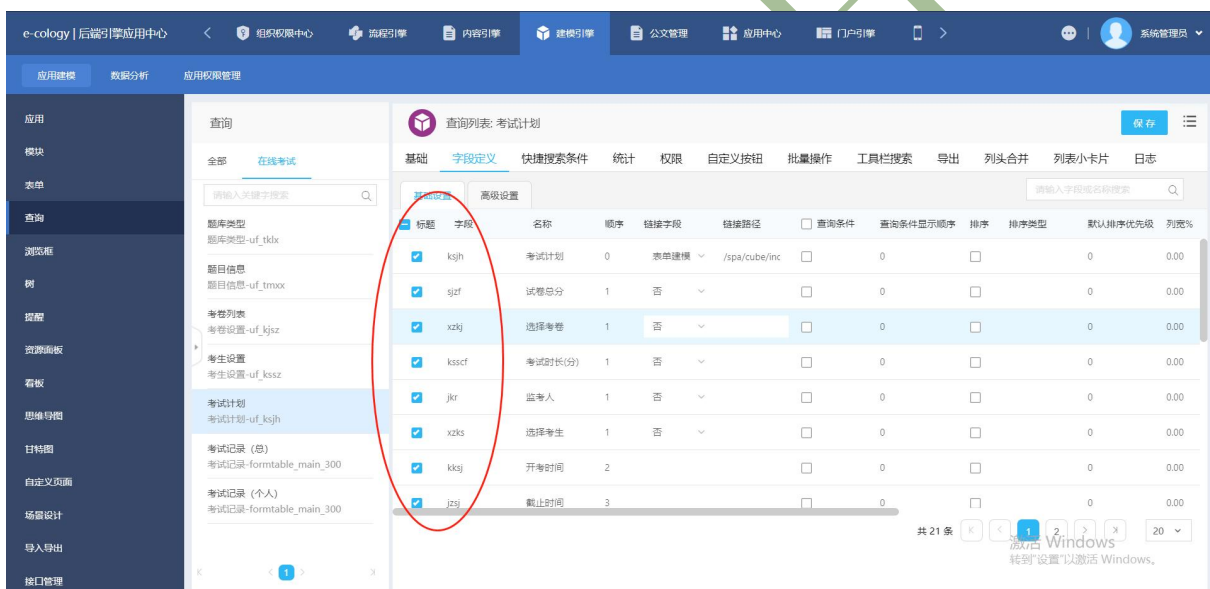 e-cology | 后端引擎应用中心 组织权限中心 流程引擎 内容引擎 建模引擎 公文管理 应用中心 门户引擎 系统管理员
应用建模 数据分析 应用权限管理
应用
模块
表单
查询
浏览框
树
提醒
资源面板
看板
思维导图
甘特图
自定义页面
场景设计
导入导出
接口管理
查询
全部 在线考试
请输入关键字搜索
题库类型
题库类型-uf_tklx
题目信息
题目信息-uf_tmxx
考卷列表
考卷设置-uf_kjsz
考生设置
考生设置-uf_kssz
考试计划
考试计划-uf_ksjh
考试记录 (总)
考试记录-formtable_main_300
考试记录 (个人)
考试记录-formtable_main_300
1
查询列表: 考试计划 保存
基础 字段定义 快捷搜索条件 统计 权限 自定义按钮 批量操作 工具栏搜索 导出 列头合并 列表小卡片 日志
基础设置 高级设置 请输入字段或名称搜索
标题 字段 名称 顺序 链接字段 链接路径 查询条件 查询条件显示顺序 排序 排序类型 默认排序优先级 列宽%
ksjh 考试计划 0 表单建模 /spa/cube/inc 0 0 0.00
sjzf 试卷总分 1 否 0 0 0.00
xzkj 选择考卷 1 否 0 0 0.00
ksscf 考试时长(分) 1 否 0 0 0.00
jkr 监考人 1 否 0 0 0.00
xzks 选择考生 1 否 0 0 0.00
kksj 开考时间 2 0 0 0.00
jzsj 截止时间 3 0 0 0.00
共 21 条 1 2 20
激活 Windows
转到"设置"以激活 Windows。